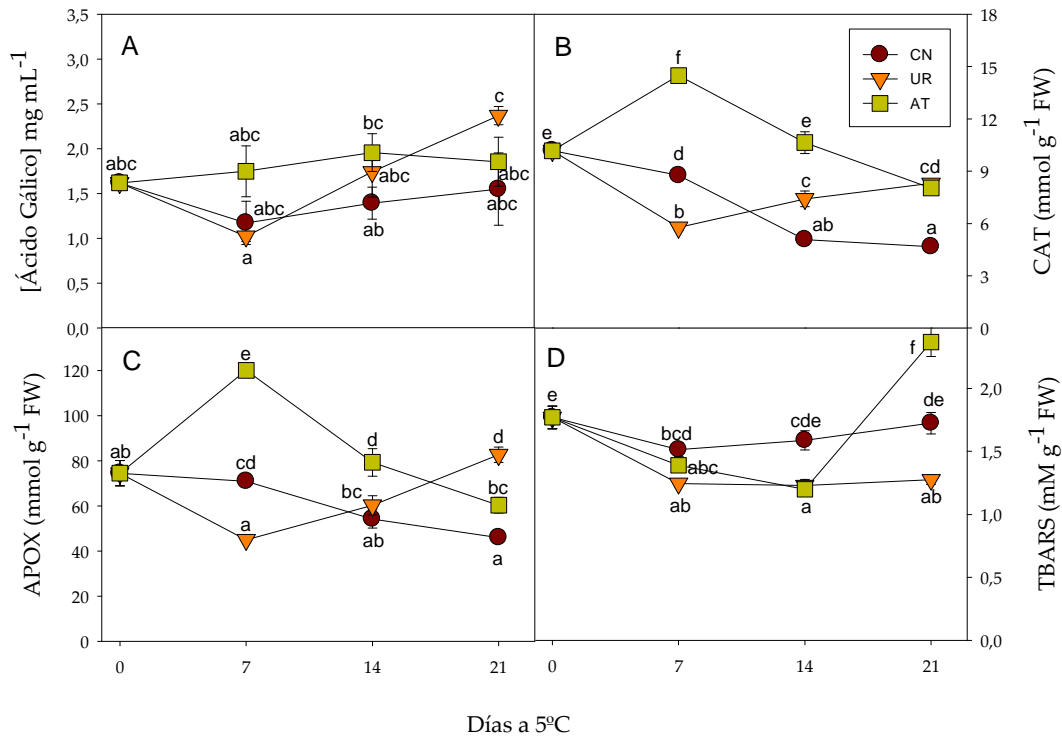 A
[Ácido Gálico] mg mL-1
3,5
3,0
2,5
2,0
1,5
1,0
0,5
0,0
abc
abc
bc
c
abc
abc
abc
abc
a
ab
B
CN
UR
AT
CAT (mmol g-1 FW)
18
15
12
9
6
3
0
e
f
e
d
cd
c
b
ab
a
C
APOX (mmol g-1 FW)
120
100
80
60
40
20
0
e
ab
cd
d
d
bc
bc
a
ab
a
0
7
14
21
D
TBARS (mM g-1 FW)
2,0
1,5
1,0
0,5
0,0
f
e
de
bcd
cde
abc
ab
a
ab
0
7
14
21
Días a 5ºC